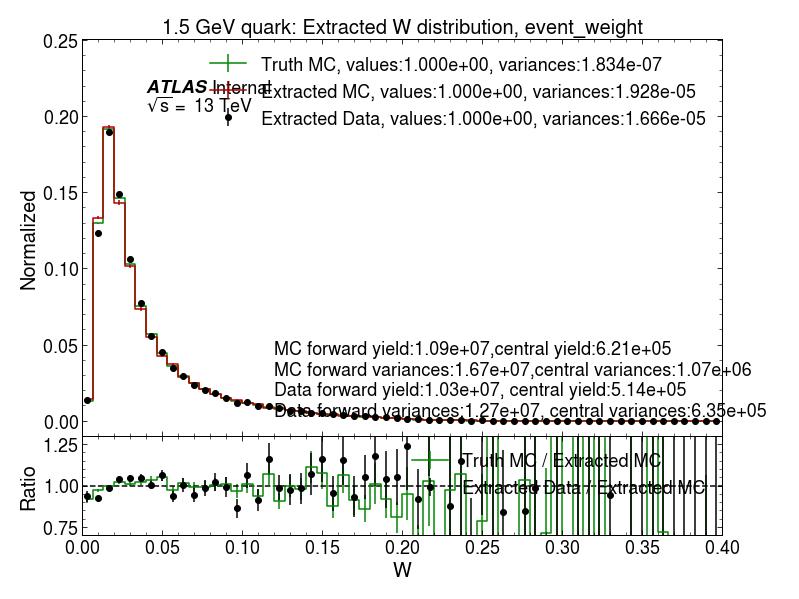 1.5 GeV quark: Extracted W distribution, event_weight
0.25
Truth MC, values:1.000e+00, variances:1.834e-07
ATLAS Internal
Extracted MC, values:1.000e+00, variances:1.928e-05
√s = 13 TeV
Extracted Data, values:1.000e+00, variances:1.666e-05
0.20
0.15
Normalized
0.10
0.05
MC forward yield:1.09e+07,central yield:6.21e+05
MC forward variances:1.67e+07,central variances:1.07e+06
Data forward yield:1.03e+07, central yield:5.14e+05
Data forward variances:1.27e+07, central variances:6.35e+05
0.00
1.25
Truth MC / Extracted MC
Ratio
1.00
Extracted Data / Extracted MC
0.75
0.00 0.05 0.10 0.15 0.20 0.25 0.30 0.35 0.40
W